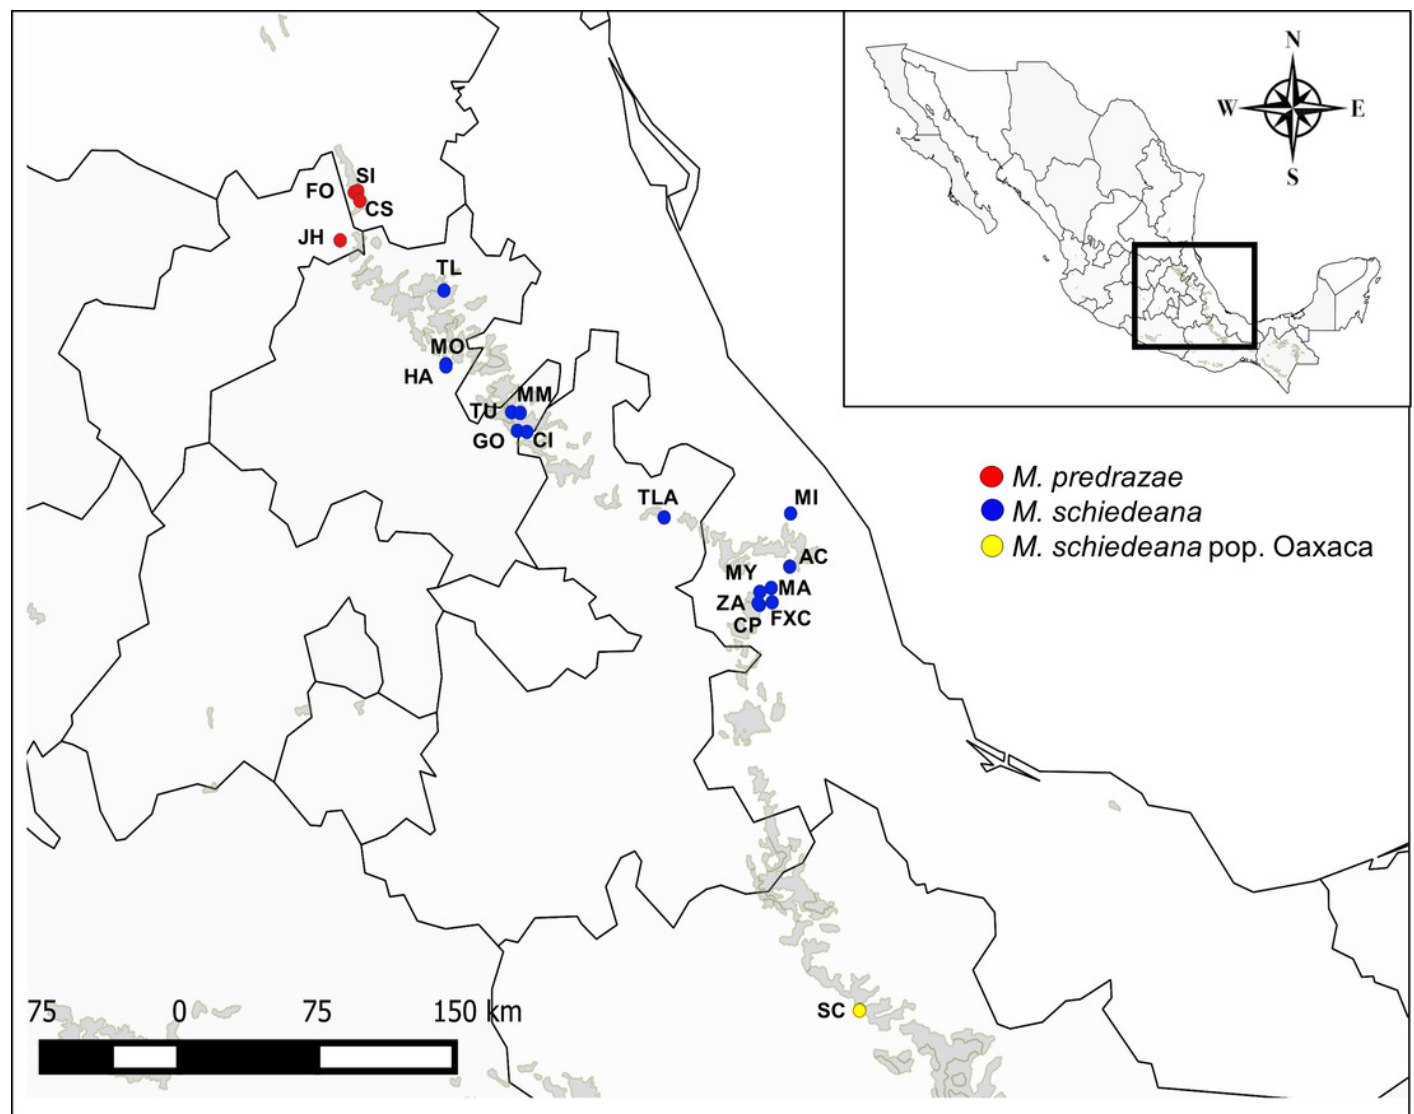 N
W E
S
SI
FO
CS
JH
TL
MO
HA
MM
TU
GO CI
TLA
MI
AC
MY
MA
ZA
FXC
CP
M. predrazae
M. schiedeana
M. schiedeana pop. Oaxaca
SC
75 0 75 150 km